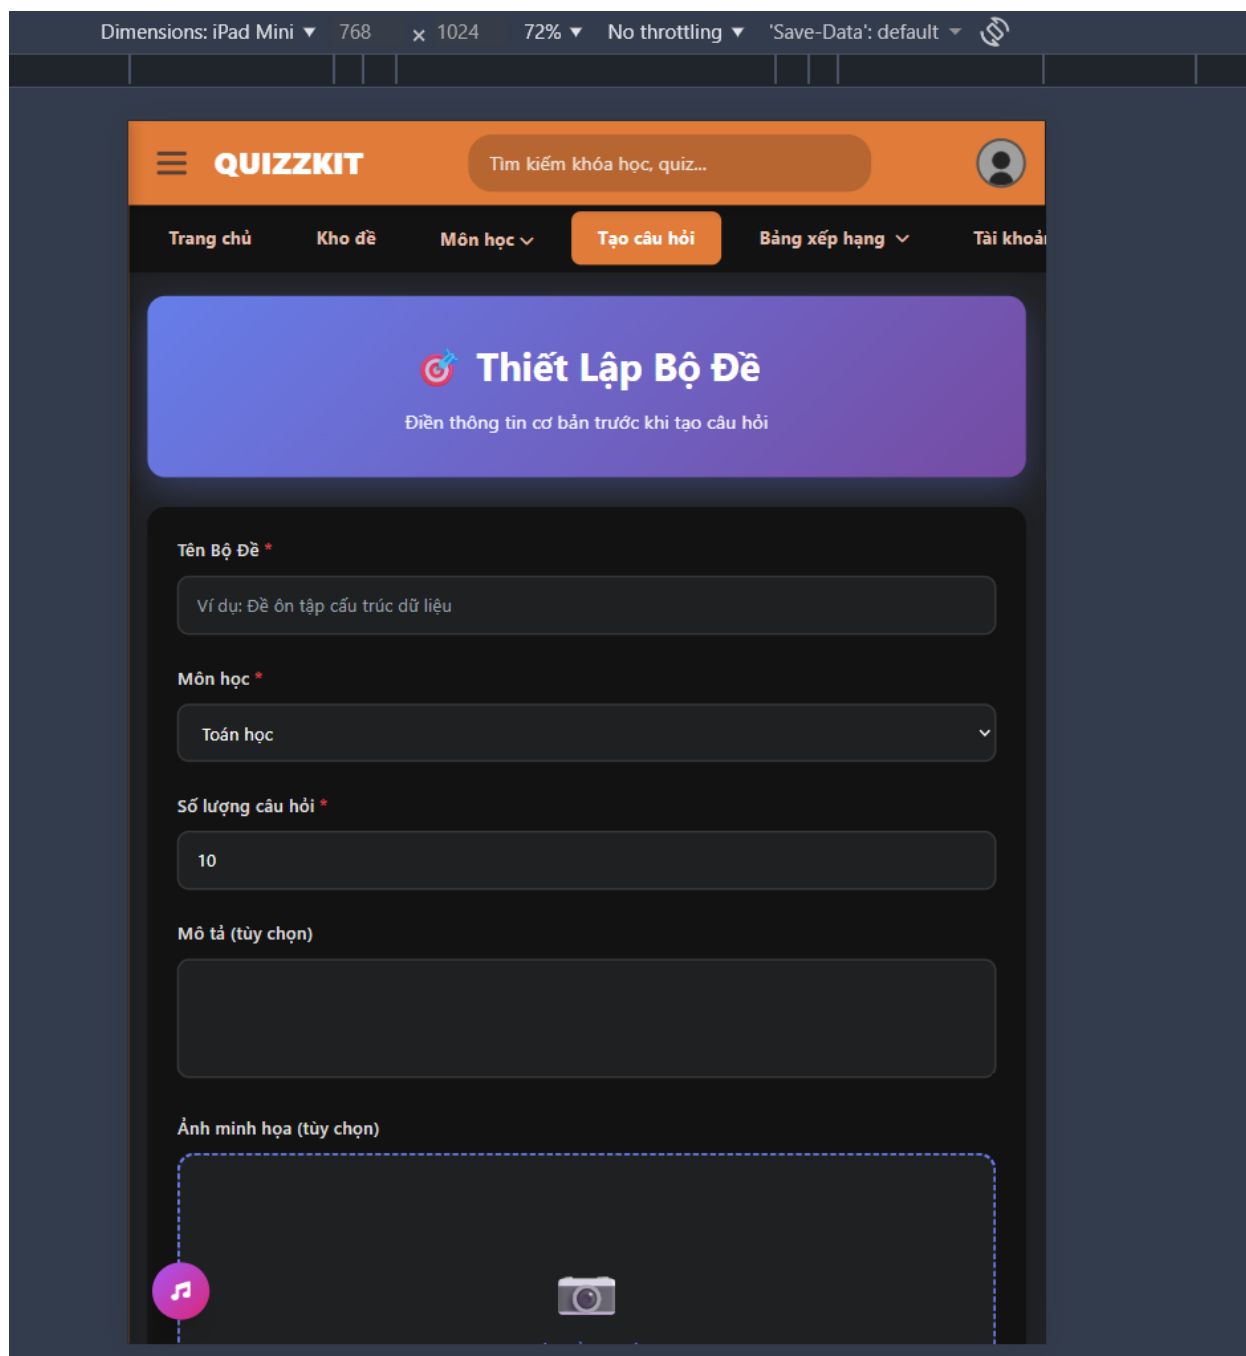 Dimensions: iPad Mini ▼ 768 × 1024 72% ▼ No throttling ▼ 'Save-Data': default ▼
QUIZZKIT Tìm kiếm khóa học, quiz...
Trang chủ Kho đề Môn học Tạo câu hỏi Bảng xếp hạng Tài khoản
🎯 Thiết Lập Bộ Đề
Điền thông tin cơ bản trước khi tạo câu hỏi
Tên Bộ Đề *
Ví dụ: Đề ôn tập cấu trúc dữ liệu
Môn học *
Toán học
Số lượng câu hỏi *
10
Mô tả (tùy chọn)
Ảnh minh họa (tùy chọn)